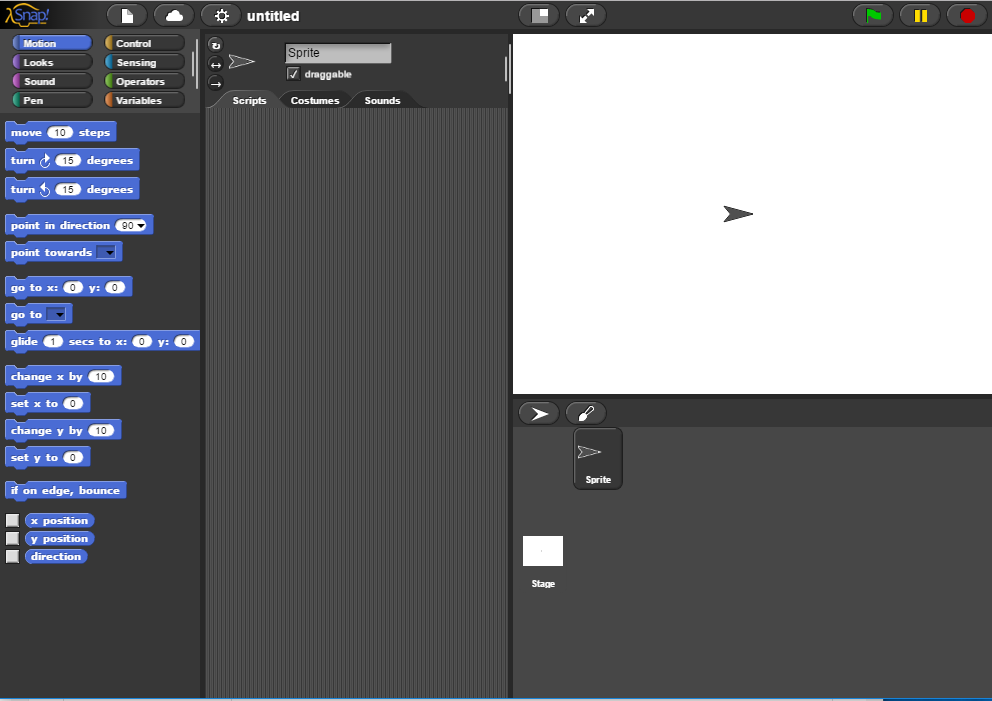 Snap!
untitled
Motion
Control
Looks
Sensing
Sound
Operators
Pen
Variables
Sprite
draggable
Scripts
Costumes
Sounds
move 10 steps
turn 15 degrees
turn 15 degrees
point in direction 90
point towards
go to x: 0 y: 0
go to
glide 1 secs to x: 0 y: 0
change x by 10
set x to 0
change y by 10
set y to 0
if on edge, bounce
x position
y position
direction
Sprite
Stage